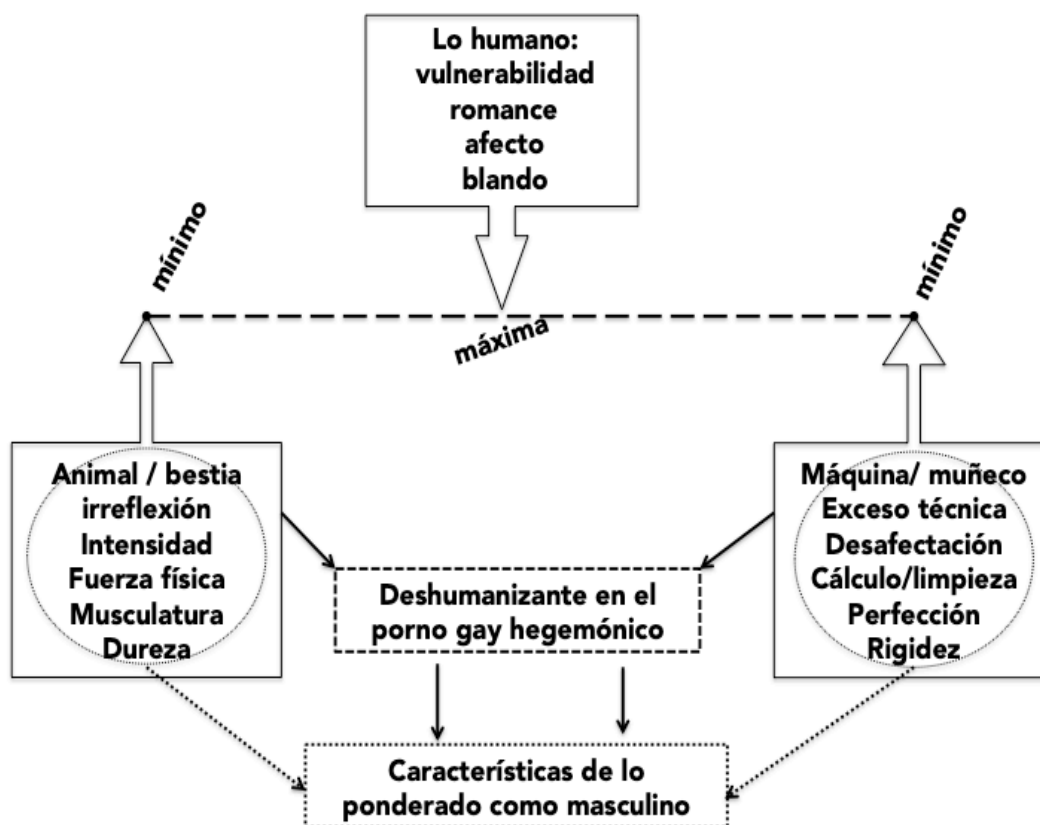 Lo humano:
vulnerabilidad
romance
afecto
blando
mínimo
mínimo
máxima
Animal / bestia
irreflexión
Intensidad
Fuerza física
Musculatura
Dureza
Máquina/ muñeco
Exceso técnica
Desafectación
Cálculo/limpieza
Perfección
Rigidez
Deshumanizante en el
porno gay hegemónico
Características de lo
ponderado como masculino